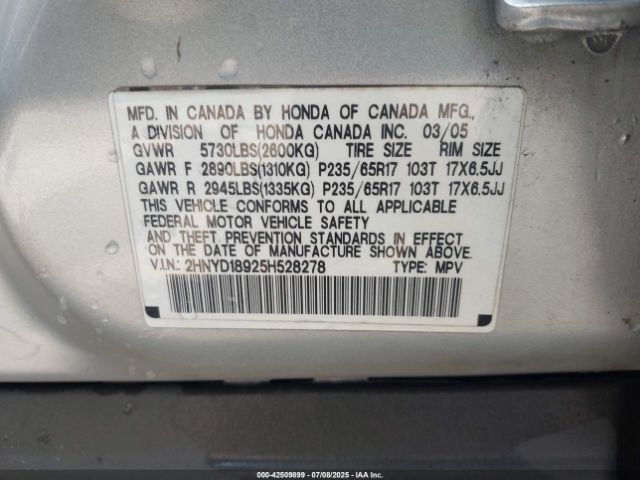 MFD. IN CANADA BY HONDA OF CANADA MFG.,
A DIVISION OF HONDA CANADA INC. 03/05
GVWR 5730LBS(2600KG) TIRE SIZE RIM SIZE
GAWR F 2890LBS(1310KG) P235/65R17 103T 17X6.5JJ
GAWR R 2945LBS(1335KG) P235/65R17 103T 17X6.5JJ
THIS VEHICLE CONFORMS TO ALL APPLICABLE
FEDERAL MOTOR VEHICLE SAFETY
AND THEFT PREVENTION STANDARDS IN EFFECT
ON THE DATE OF MANUFACTURE SHOWN ABOVE.
V.I.N.: 2HNYD18925H528278 TYPE: MPV
000-42509899 - 07/08/2025 - IAAI, Inc.